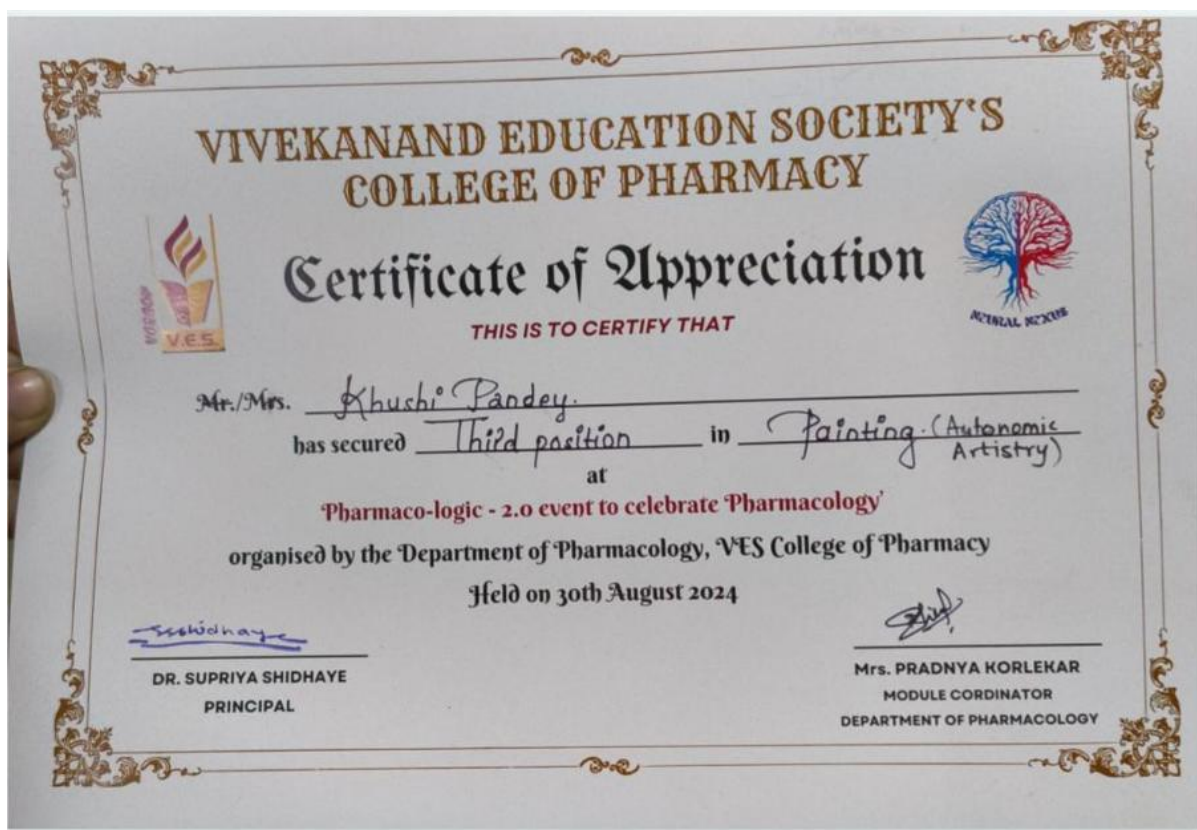 VIVEKANAND EDUCATION SOCIETY'S
COLLEGE OF PHARMACY
Certificate of Appreciation
V.E.S.
NEURAL NEXUS
THIS IS TO CERTIFY THAT
Mr./Mrs. Khushi Pandey.
has secured Third position in Painting. (Autonomic
Artistry)
at
'Pharmaco-logic - 2.0 event to celebrate 'Pharmacology'
organised by the Department of Pharmacology, VES College of Pharmacy
Held on 30th August 2024
ssshidhaye
DR. SUPRIYA SHIDHAYE
PRINCIPAL
Mrs. PRADNYA KORLEKAR
MODULE CORDINATOR
DEPARTMENT OF PHARMACOLOGY